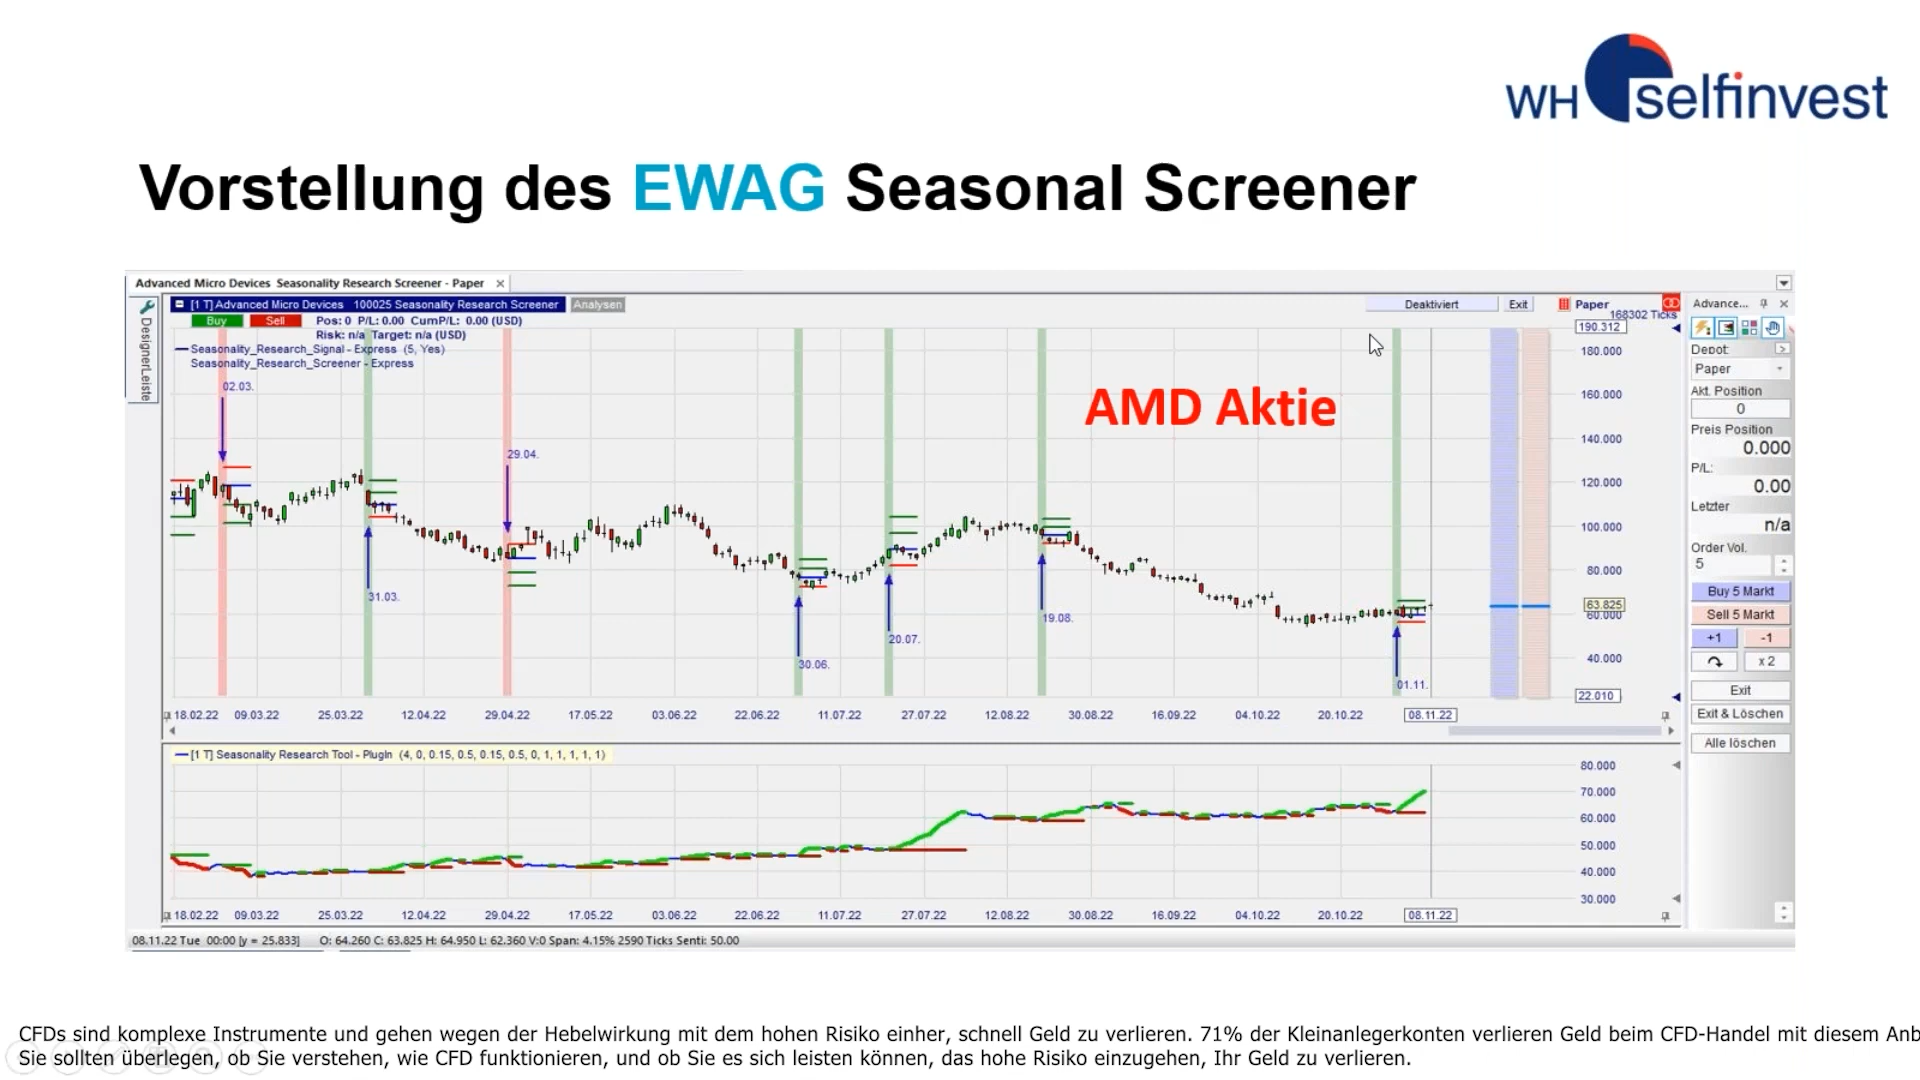 WH selfinvest
Vorstellung des EWAG Seasonal Screener
Advanced Micro Devices Seasonality Research Screener - Paper
[1 T] Advanced Micro Devices 100025 Seasonality Research Screener Analysen Deaktiviert Exit Paper
168302 Ticks
Buy Sell Pos: 0 P/L: 0.00 CumP/L: 0.00 (USD)
Risk: n/a Target: n/a (USD)
Seasonality_Research_Signal - Express (5, Yes)
Seasonality_Research_Screener - Express
DesignerLeiste
AMD Aktie
02.03.
31.03.
29.04.
30.06.
20.07.
19.08.
01.11.
190.312
180.000
160.000
140.000
120.000
100.000
80.000
63.825
60.000
40.000
22.010
18.02.22 09.03.22 25.03.22 12.04.22 29.04.22 17.05.22 03.06.22 22.06.22 11.07.22 27.07.22 12.08.22 30.08.22 16.09.22 04.10.22 20.10.22 08.11.22
[1 T] Seasonality Research Tool - PlugIn (4, 0, 0.15, 0.5, 0.15, 0.5, 0, 1, 1, 1, 1, 1)
80.000
70.000
60.000
50.000
40.000
30.000
18.02.22 09.03.22 25.03.22 12.04.22 29.04.22 17.05.22 03.06.22 22.06.22 11.07.22 27.07.22 12.08.22 30.08.22 16.09.22 04.10.22 20.10.22 08.11.22
08.11.22 Tue 00:00 [y = 25.833] O: 64.260 C: 63.825 H: 64.950 L: 62.360 V:0 Span: 4.15% 2590 Ticks Senti: 50.00
Advance...
Depot:
Paper
Akt. Position
0
Preis Position
0.000
P/L:
0.00
Letzter
n/a
Order Vol.
5
Buy 5 Markt
Sell 5 Markt
+1 -1
x 2
Exit
Exit & Löschen
Alle löschen
CFDs sind komplexe Instrumente und gehen wegen der Hebelwirkung mit dem hohen Risiko einher, schnell Geld zu verlieren. 71% der Kleinanlegerkonten verlieren Geld beim CFD-Handel mit diesem Anb
Sie sollten überlegen, ob Sie verstehen, wie CFD funktionieren, und ob Sie es sich leisten können, das hohe Risiko einzugehen, Ihr Geld zu verlieren.